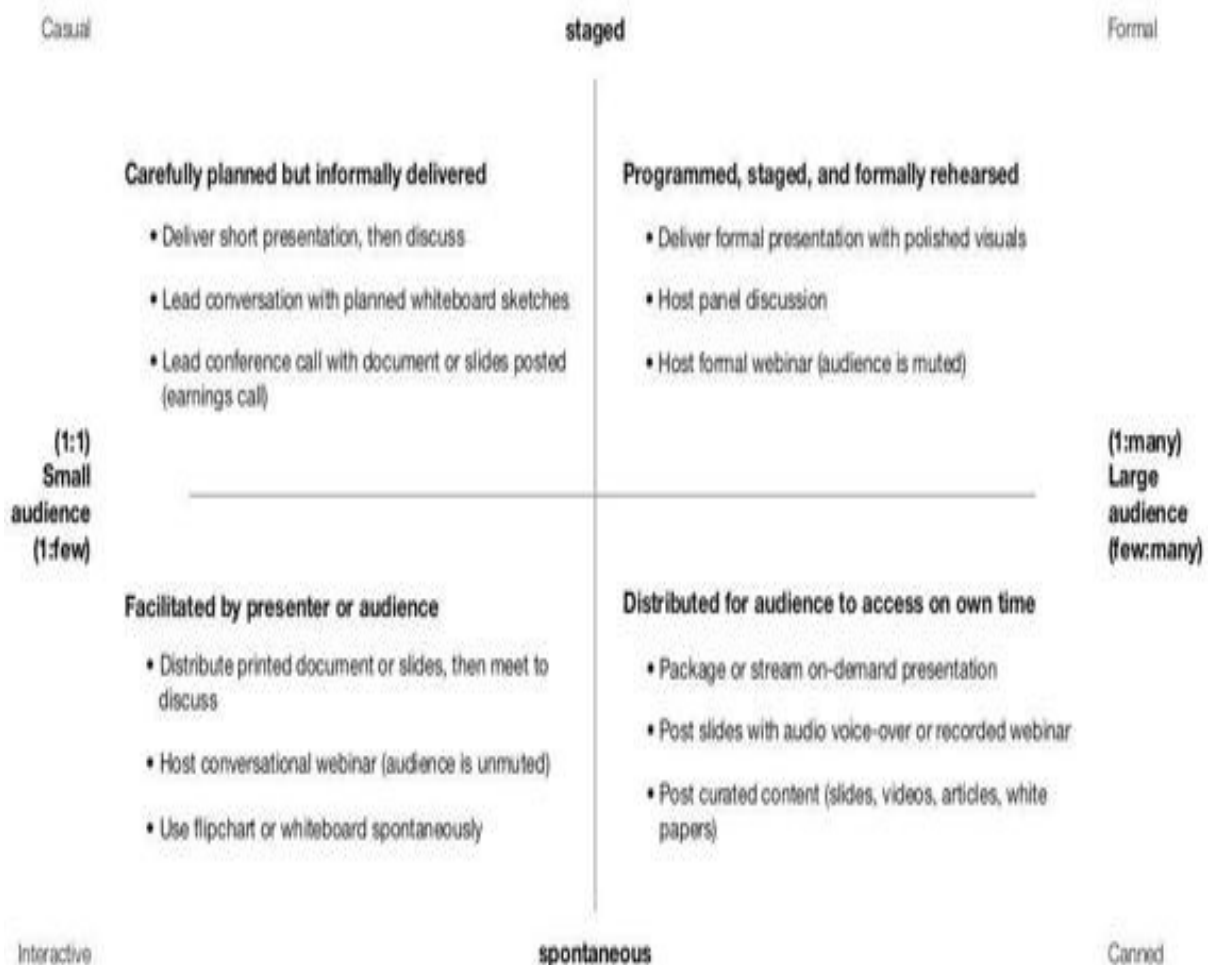 Casual
staged
Formal
Carefully planned but informally delivered
• Deliver short presentation, then discuss
• Lead conversation with planned whiteboard sketches
• Lead conference call with document or slides posted
(earnings call)
Programmed, staged, and formally rehearsed
• Deliver formal presentation with polished visuals
• Host panel discussion
• Host formal webinar (audience is muted)
(1:1)
Small
audience
(1:few)
(1:many)
Large
audience
(few:many)
Facilitated by presenter or audience
• Distribute printed document or slides, then meet to
discuss
• Host conversational webinar (audience is unmuted)
• Use flipchart or whiteboard spontaneously
Distributed for audience to access on own time
• Package or stream on-demand presentation
• Post slides with audio voice-over or recorded webinar
• Post curated content (slides, videos, articles, white
papers)
Interactive
spontaneous
Canned